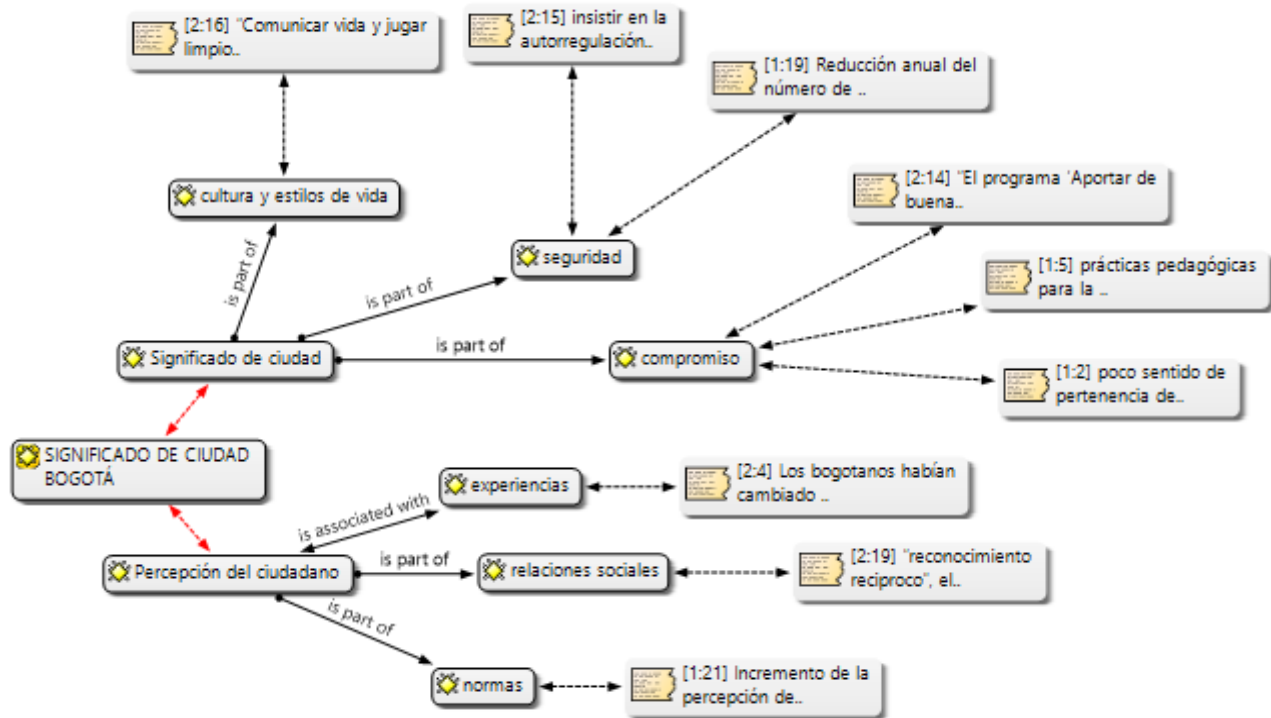 [2:16] "Comunicar vida y jugar
limpio..
[2:15] insistir en la
autorregulación..
[1:19] Reducción anual del
número de ..
[2:14] "El programa 'Aportar de
buena..
cultura y estilos de vida
is part of
seguridad
is part of
[1:5] prácticas pedagógicas
para la ..
Significado de ciudad
is part of
compromiso
[1:2] poco sentido de
pertenencia de..
SIGNIFICADO DE CIUDAD
BOGOTÁ
experiencias
[2:4] Los bogotanos habían
cambiado ..
is associated with
Percepción del ciudadano
is part of
relaciones sociales
[2:19] "reconocimiento
reciproco", el..
is part of
normas
[1:21] Incremento de la
percepción de..